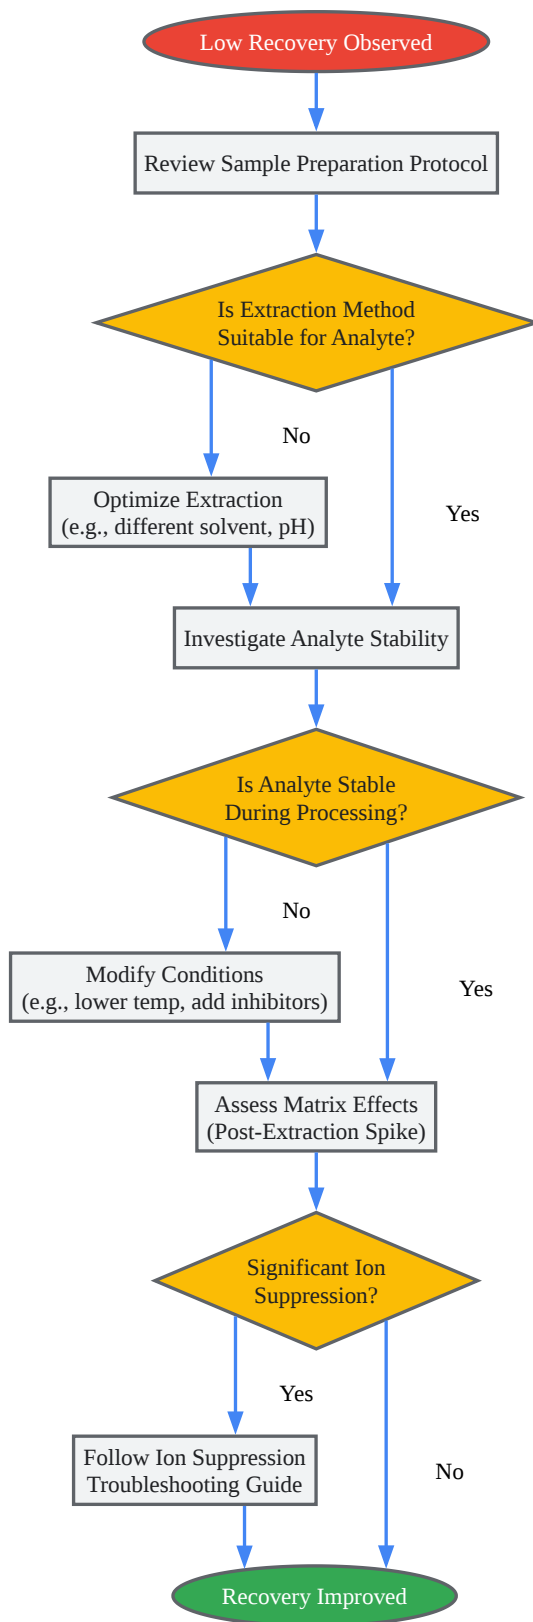 Low Recovery Observed
Review Sample Preparation Protocol
Is Extraction Method
Suitable for Analyte?
No
Optimize Extraction
(e.g., different solvent, pH)
Yes
Investigate Analyte Stability
Is Analyte Stable
During Processing?
No
Modify Conditions
(e.g., lower temp, add inhibitors)
Yes
Assess Matrix Effects
(Post-Extraction Spike)
Significant Ion
Suppression?
Yes
Follow Ion Suppression
Troubleshooting Guide
No
Recovery Improved